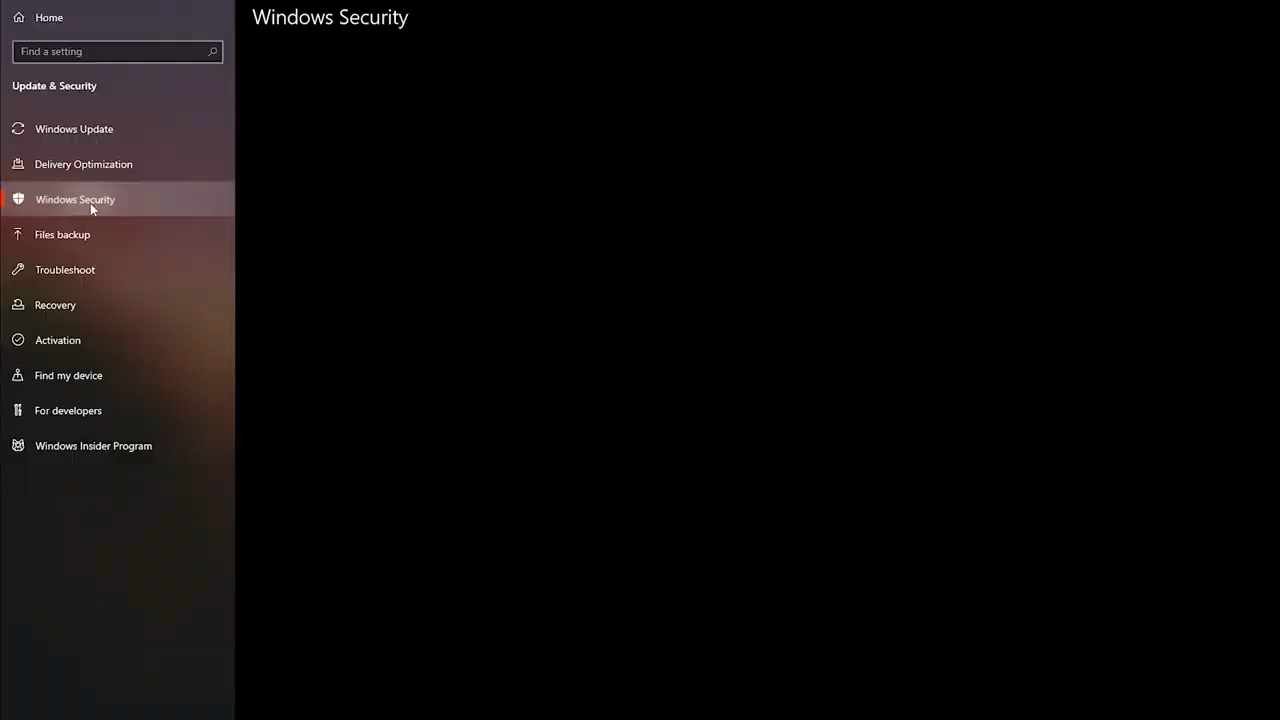 Home
Windows Security
Find a setting
Update & Security
Windows Update
Delivery Optimization
Windows Security
Files backup
Troubleshoot
Recovery
Activation
Find my device
For developers
Windows Insider Program